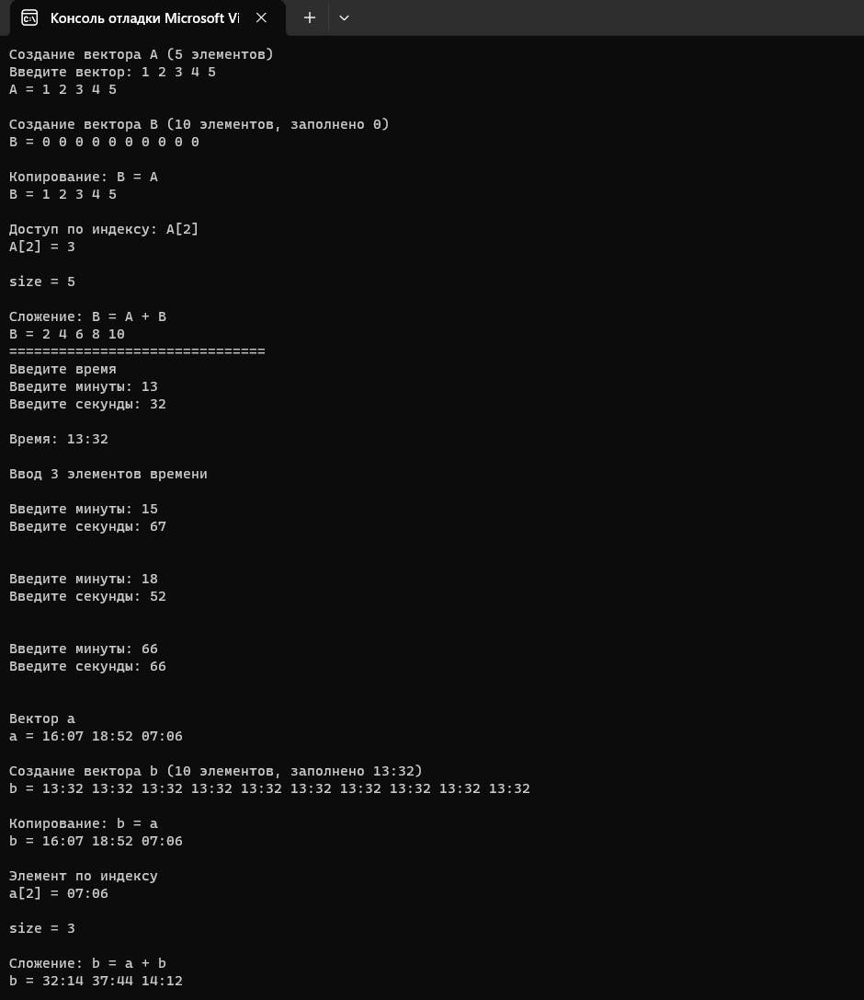 Консоль отладки Microsoft Vi
Создание вектора A (5 элементов)
Введите вектор: 1 2 3 4 5
A = 1 2 3 4 5
Создание вектора B (10 элементов, заполнено 0)
B = 0 0 0 0 0 0 0 0 0 0
Копирование: B = A
B = 1 2 3 4 5
Доступ по индексу: A[2]
A[2] = 3
size = 5
Сложение: B = A + B
B = 2 4 6 8 10
===============================
Введите время
Введите минуты: 13
Введите секунды: 32
Время: 13:32
Ввод 3 элементов времени
Введите минуты: 15
Введите секунды: 67
Введите минуты: 18
Введите секунды: 52
Введите минуты: 66
Введите секунды: 66
Вектор a
a = 16:07 18:52 07:06
Создание вектора b (10 элементов, заполнено 13:32)
b = 13:32 13:32 13:32 13:32 13:32 13:32 13:32 13:32 13:32 13:32
Копирование: b = a
b = 16:07 18:52 07:06
Элемент по индексу
a[2] = 07:06
size = 3
Сложение: b = a + b
b = 32:14 37:44 14:12